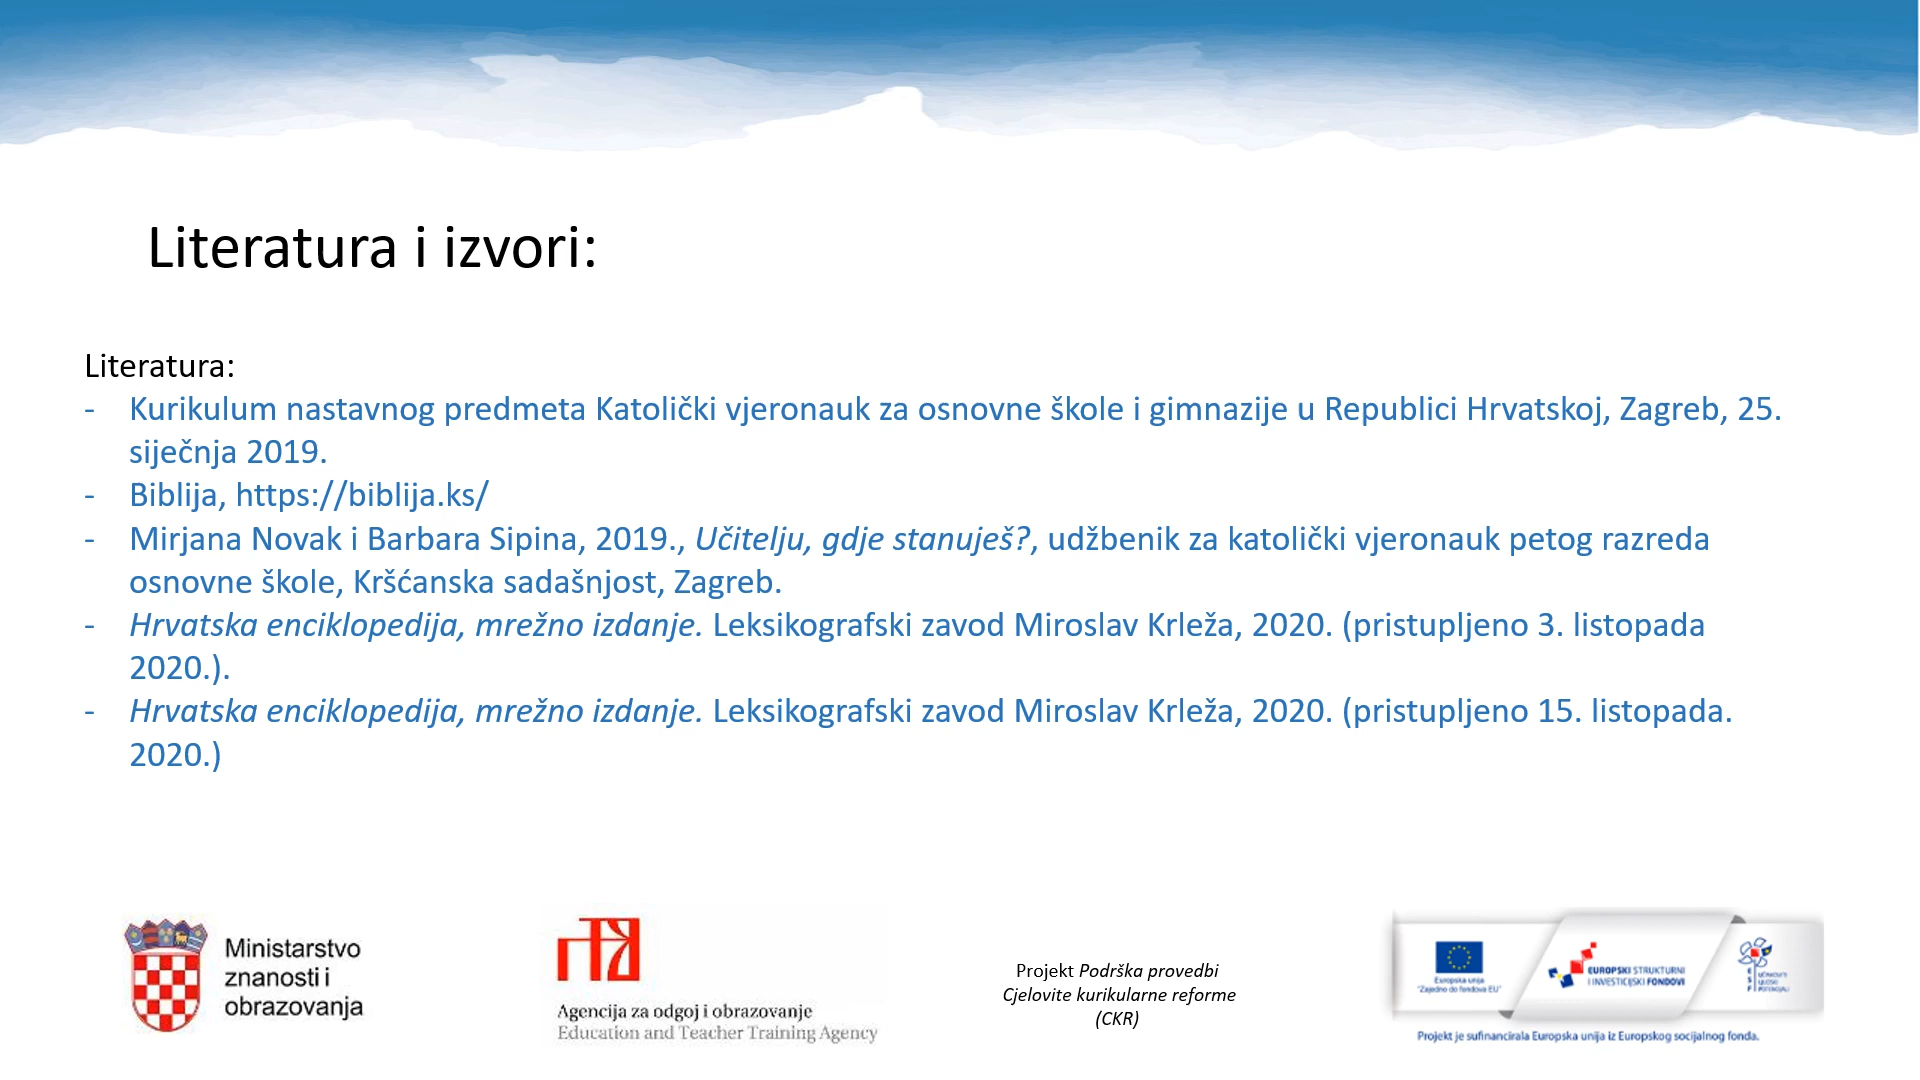 Literatura i izvori:
Literatura:
- Kurikulum nastavnog predmeta Katolički vjeronauk za osnovne škole i gimnazije u Republici Hrvatskoj, Zagreb, 25.
siječnja 2019.
- Biblija, https://biblija.ks/
- Mirjana Novak i Barbara Sipina, 2019., Učitelju, gdje stanuješ?, udžbenik za katolički vjeronauk petog razreda
osnovne škole, Kršćanska sadašnjost, Zagreb.
- Hrvatska enciklopedija, mrežno izdanje. Leksikografski zavod Miroslav Krleža, 2020. (pristupljeno 3. listopada
2020.).
- Hrvatska enciklopedija, mrežno izdanje. Leksikografski zavod Miroslav Krleža, 2020. (pristupljeno 15. listopada.
2020.)
Ministarstvo
znanosti i
obrazovanja
Agencija za odgoj i obrazovanje
Education and Teacher Training Agency
Projekt Podrška provedbi
Cjelovite kurikularne reforme
(CKR)
Europska unija
"Zajedno do fondova EU"
EUROPSKI STRUKTURNI
I INVESTICIJSKI FONDOVI
ESF
UČINKOVITI
LJUDSKI
POTENCIJALI
Projekt je sufinancirala Europska unija iz Europskog socijalnog fonda.